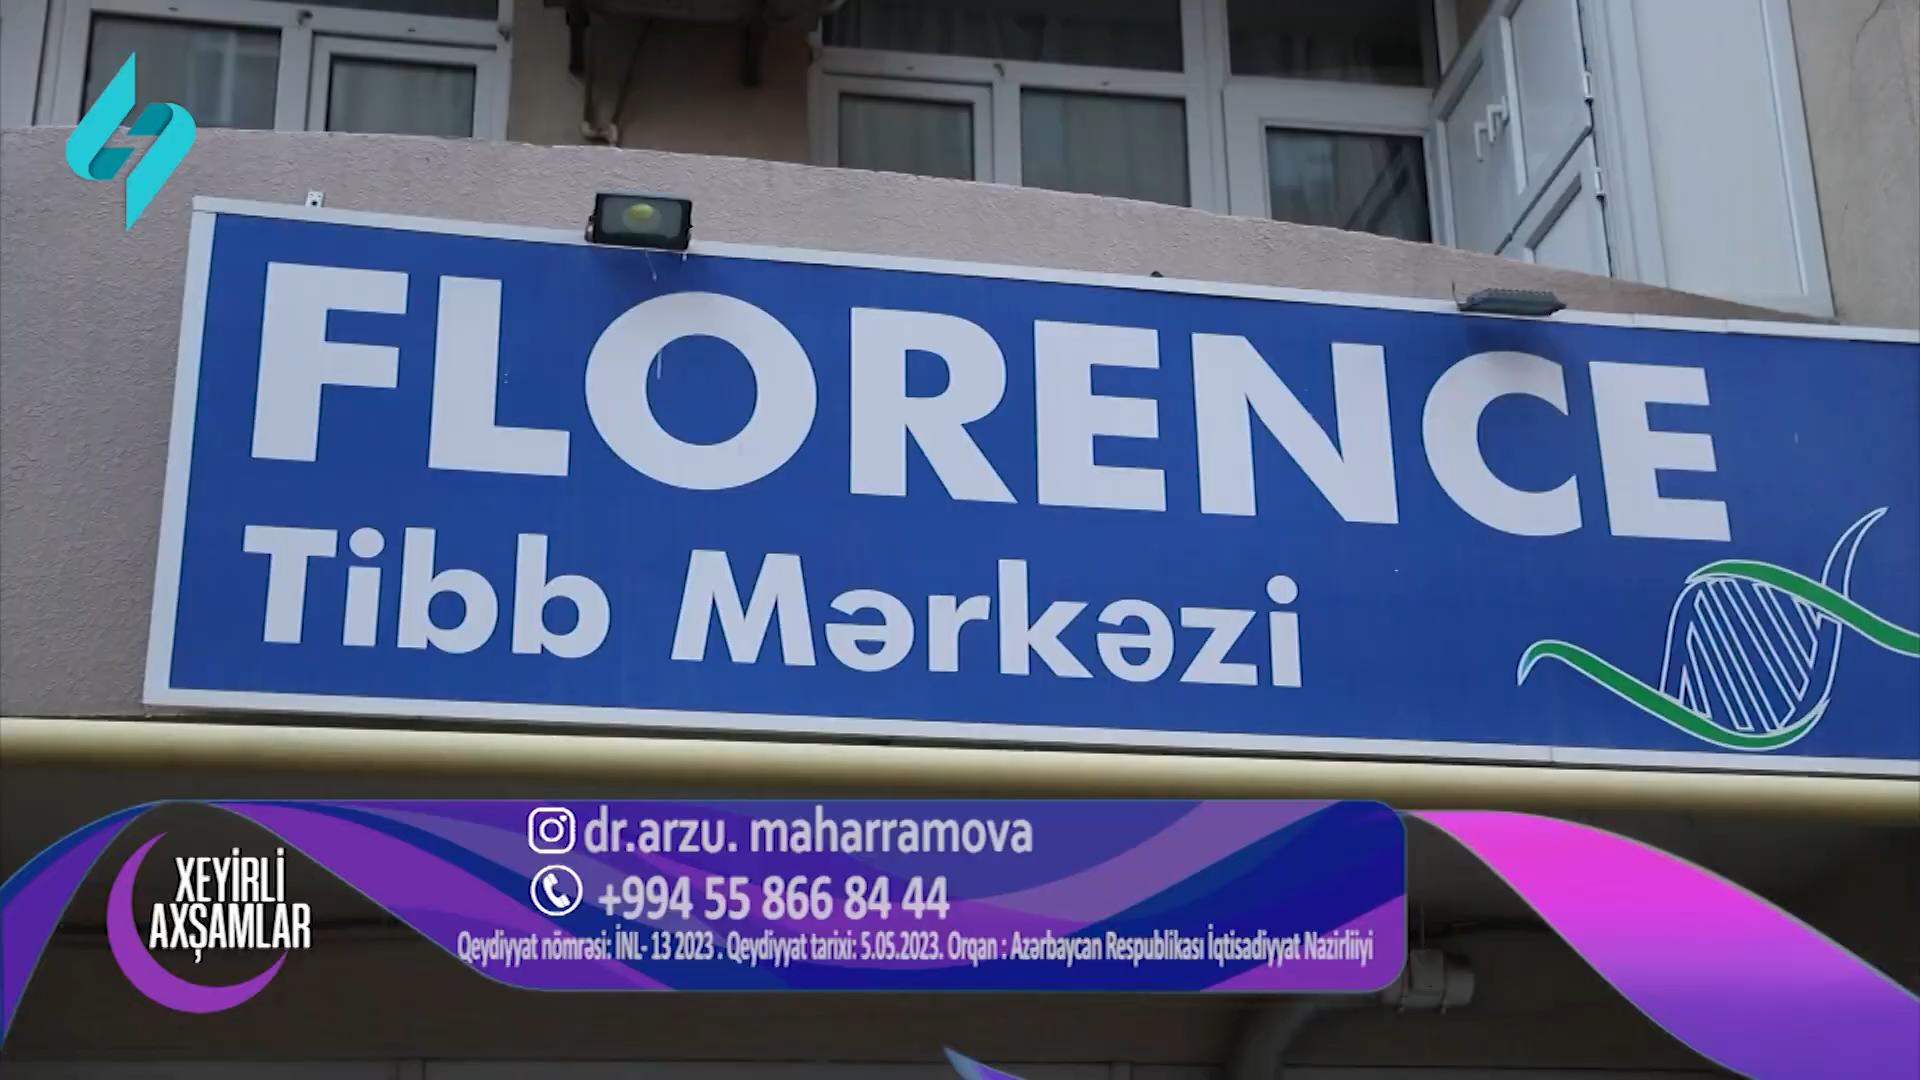 FLORENCE
Tibb Mərkəzi
dr.arzu. maharramova
+994 55 866 84 44
Qeydiyyat nömrəsi: İNL- 13 2023 . Qeydiyyat tarixi: 5.05.2023. Orqan : Azərbaycan Respublikası İqtisadiyyat Nazirliiyi
XEYİRLİ
AXŞAMLAR